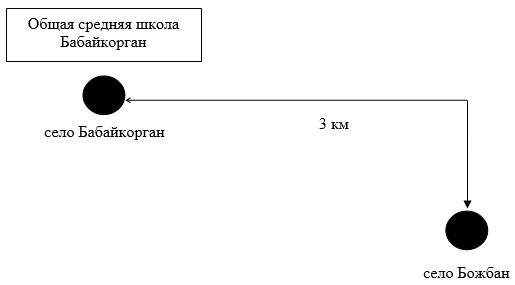 Общая средняя школа
Бабайкорган
село Бабайкорган
3 км
село Божбан